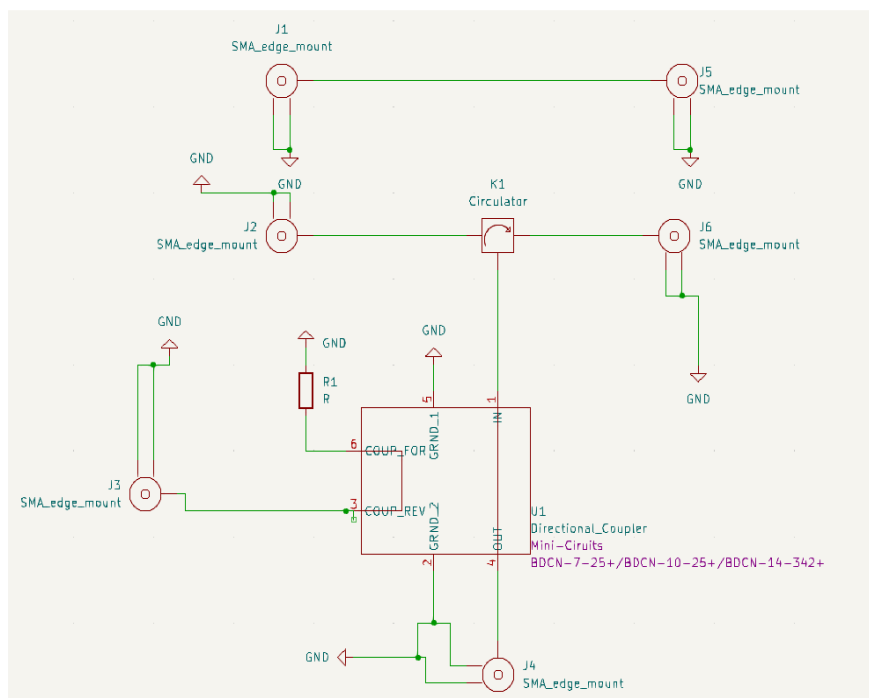 J1
SMA_edge_mount
J5
SMA_edge_mount
GND
GND
GND
K1
Circulator
J2
SMA_edge_mount
J6
SMA_edge_mount
GND
GND
GND
GND
R1
R
5
1
GRND_1
IN
6
COUP_FOR
J3
SMA_edge_mount
3
COUP_REV
GRND_2
OUT
U1
Directional_Coupler
Mini-Ciruits
BDCN-7-25+/BDCN-10-25+/BDCN-14-342+
2
4
GND
J4
SMA_edge_mount